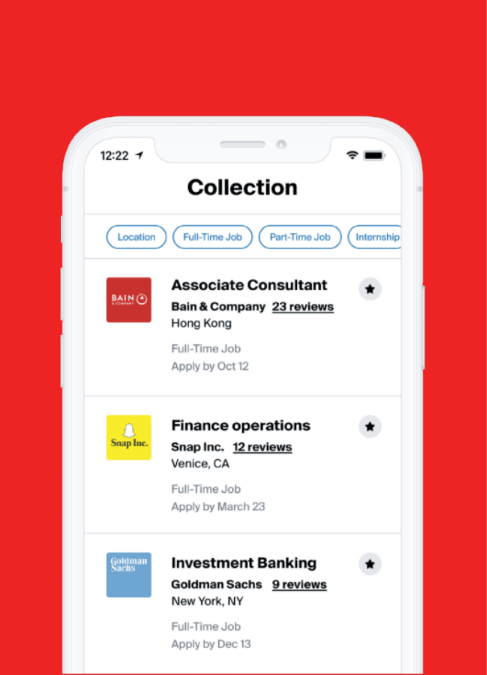 12:22
Collection
Location Full-Time Job Part-Time Job Internship
BAIN
& COMPANY
Associate Consultant
Bain & Company 23 reviews
Hong Kong
Full-Time Job
Apply by Oct 12
Snap Inc.
Finance operations
Snap Inc. 12 reviews
Venice, CA
Full-Time Job
Apply by March 23
Goldman
Sachs
Investment Banking
Goldman Sachs 9 reviews
New York, NY
Full-Time Job
Apply by Dec 13